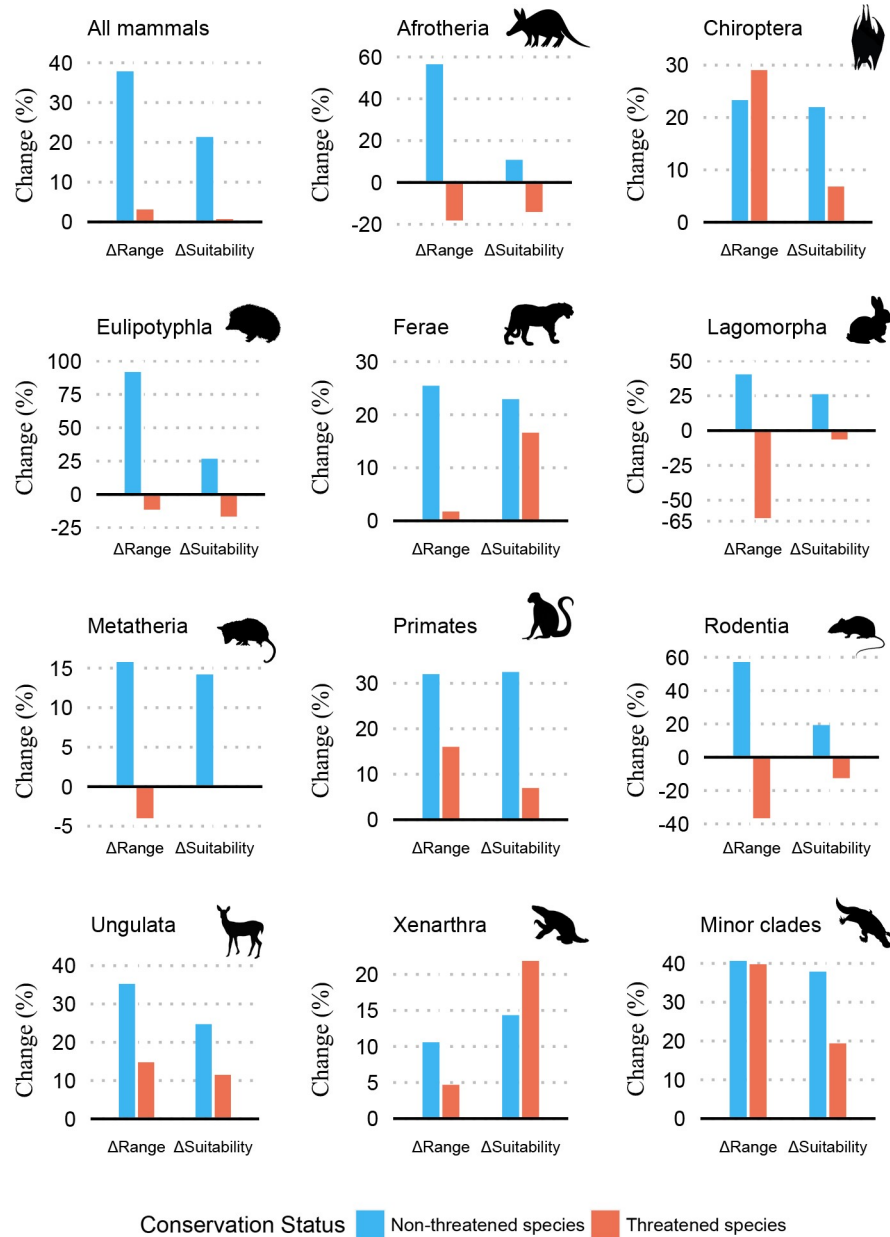 All mammals
Change (%)
40
30
20
10
0
ΔRange ΔSuitability
Afrotheria
Change (%)
60
40
20
0
-20
ΔRange ΔSuitability
Chiroptera
Change (%)
30
20
10
0
ΔRange ΔSuitability
Eulipotyphla
Change (%)
100
75
50
25
0
-25
ΔRange ΔSuitability
Ferae
Change (%)
30
20
10
0
ΔRange ΔSuitability
Lagomorpha
Change (%)
50
25
0
-25
-50
-65
ΔRange ΔSuitability
Metatheria
Change (%)
15
10
5
0
-5
ΔRange ΔSuitability
Primates
Change (%)
30
20
10
0
ΔRange ΔSuitability
Rodentia
Change (%)
60
40
20
0
-20
-40
ΔRange ΔSuitability
Ungulata
Change (%)
40
30
20
10
0
ΔRange ΔSuitability
Xenarthra
Change (%)
20
15
10
5
0
ΔRange ΔSuitability
Minor clades
Change (%)
40
30
20
10
0
ΔRange ΔSuitability
Conservation Status Non-threatened species Threatened species